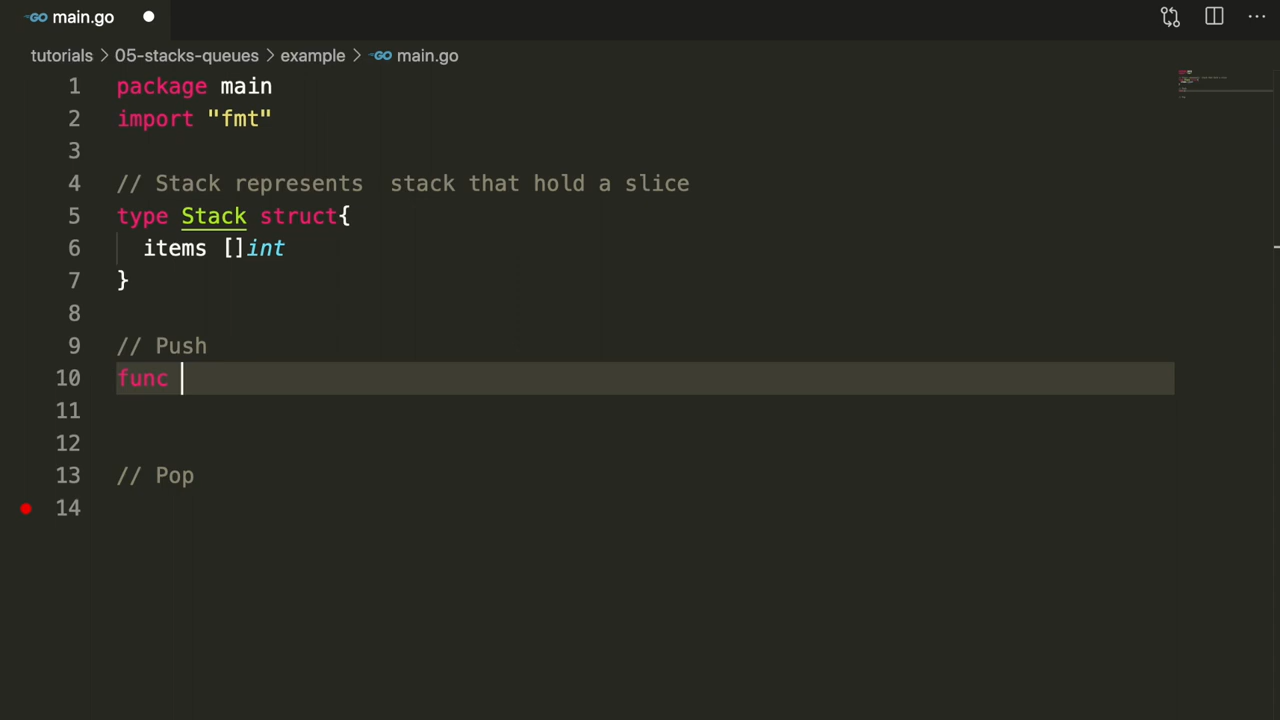 GO main.go
tutorials > 05-stacks-queues > example > GO main.go
1 package main
2 import "fmt"
3
4 // Stack represents  stack that hold a slice
5 type Stack struct{
6   items []int
7 }
8
9 // Push
10 func
11
12
13 // Pop
14